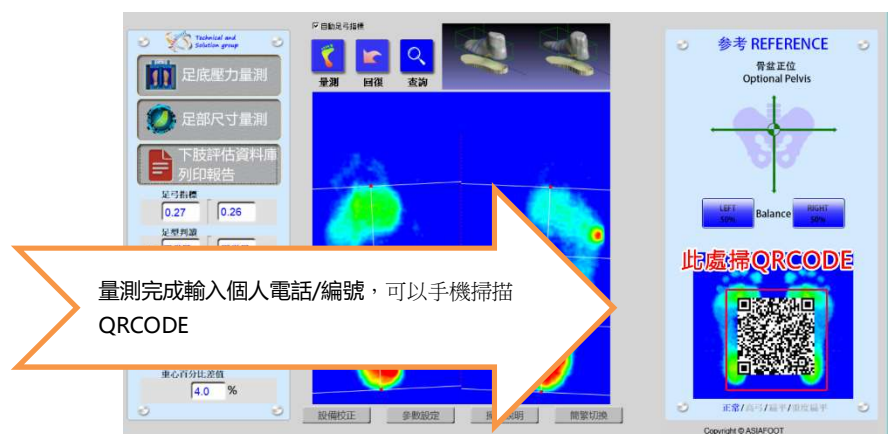 Technical and
Solution group
足底壓力量測
足部尺寸量測
下肢評估資料庫
列印報告
足弓指標
0.27
0.26
足型判讀
重心百分比差值
4.0 %
自動足弓指標
量測
回復
查詢
量測完成輸入個人電話/編號，可以手機掃描
QRCODE
設備校正
參數設定
簡繁切換
參考 REFERENCE
骨盆正位
Optional Pelvis
LEFT
50%
Balance
RIGHT
50%
此處掃QRCODE
正常/高弓/扁平/重度扁平
Copyright © ASIAFOOT